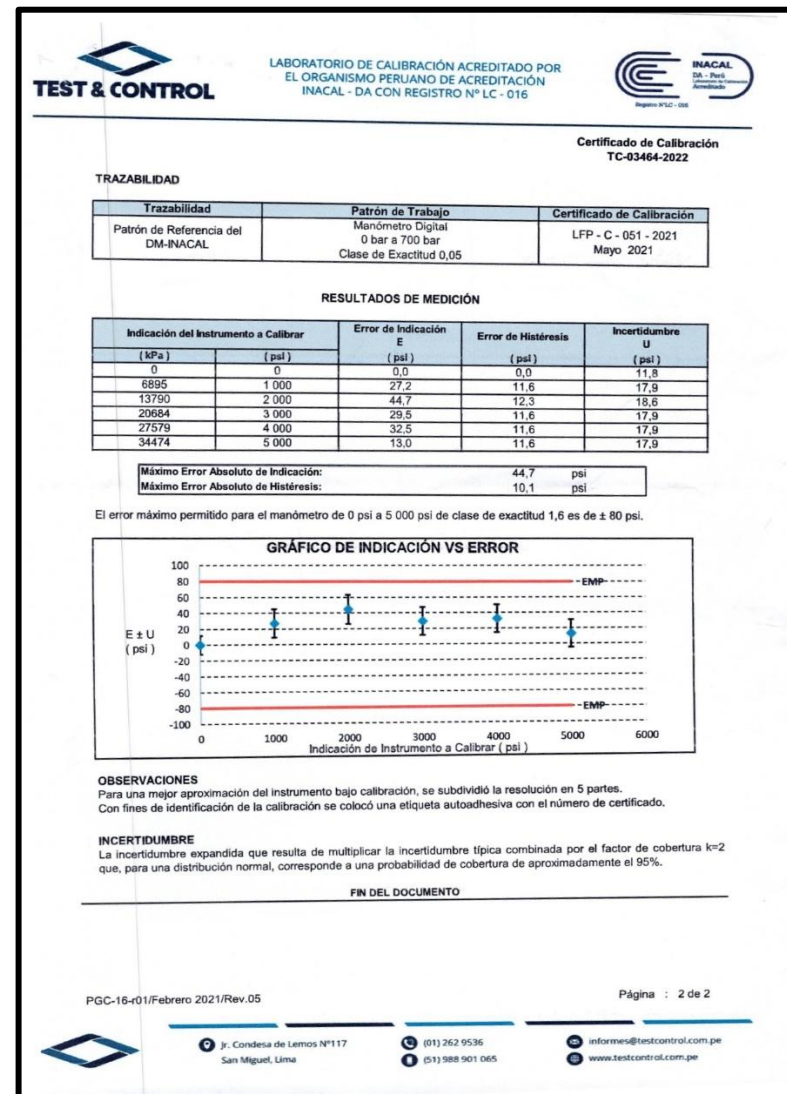 TEST & CONTROL
LABORATORIO DE CALIBRACIÓN ACREDITADO POR
EL ORGANISMO PERUANO DE ACREDITACIÓN
INACAL - DA CON REGISTRO Nº LC - 016
INACAL
DA - Perú
Laboratorio de Calibración
Acreditado
Registro NºLC - 016
Certificado de Calibración
TC-03464-2022
TRAZABILIDAD
Trazabilidad Patrón de Trabajo Certificado de Calibración
Patrón de Referencia del DM-INACAL Manómetro Digital 0 bar a 700 bar Clase de Exactitud 0,05 LFP - C - 051 - 2021 Mayo 2021
RESULTADOS DE MEDICIÓN
Indicación del Instrumento a Calibrar Error de Indicación E Error de Histéresis Incertidumbre U
( kPa ) ( psi ) ( psi ) ( psi ) ( psi )
0 0 0,0 0,0 11,8
6895 1 000 27,2 11,6 17,9
13790 2 000 44,7 12,3 18,6
20684 3 000 29,5 11,6 17,9
27579 4 000 32,5 11,6 17,9
34474 5 000 13,0 11,6 17,9
Máximo Error Absoluto de Indicación: 44,7 psi
Máximo Error Absoluto de Histéresis: 10,1 psi
El error máximo permitido para el manómetro de 0 psi a 5 000 psi de clase de exactitud 1,6 es de ± 80 psi.
GRÁFICO DE INDICACIÓN VS ERROR
100
80
60
40
20
0
-20
-40
-60
-80
-100
E ± U
( psi )
EMP
EMP
0 1000 2000 3000 4000 5000 6000
Indicación de Instrumento a Calibrar ( psi )
OBSERVACIONES
Para una mejor aproximación del instrumento bajo calibración, se subdividió la resolución en 5 partes.
Con fines de identificación de la calibración se colocó una etiqueta autoadhesiva con el número de certificado.
INCERTIDUMBRE
La incertidumbre expandida que resulta de multiplicar la incertidumbre típica combinada por el factor de cobertura k=2
que, para una distribución normal, corresponde a una probabilidad de cobertura de aproximadamente el 95%.
FIN DEL DOCUMENTO
PGC-16-r01/Febrero 2021/Rev.05
Página : 2 de 2
Jr. Condesa de Lemos Nº117
San Miguel, Lima
(01) 262 9536
(51) 988 901 065
informes@testcontrol.com.pe
www.testcontrol.com.pe